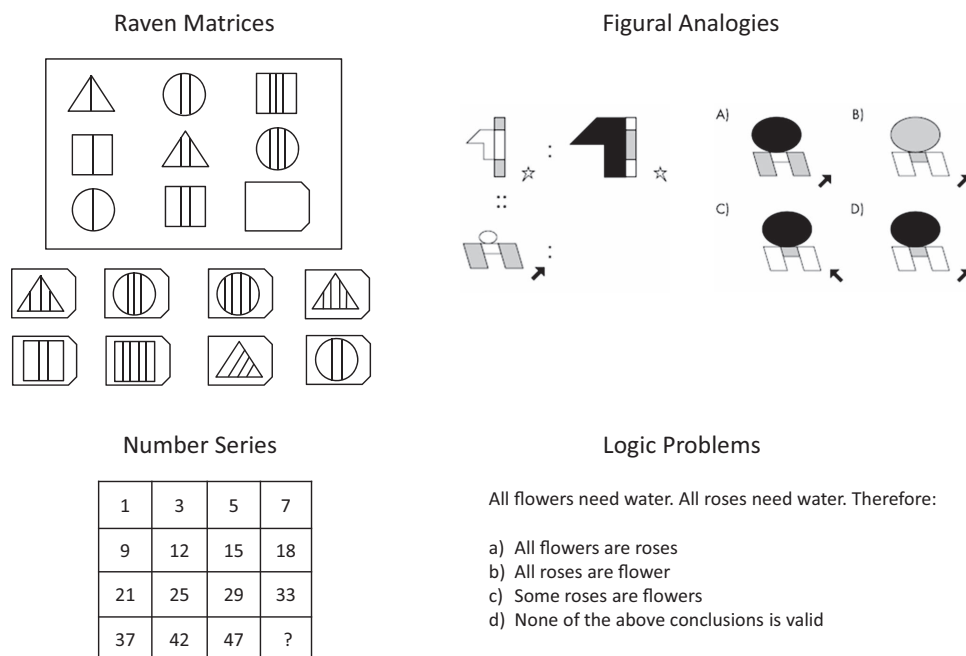 Raven Matrices
Figural Analogies
A)
B)
C)
D)
Number Series
1 3 5 7
9 12 15 18
21 25 29 33
37 42 47 ?
Logic Problems
All flowers need water. All roses need water. Therefore:
a) All flowers are roses
b) All roses are flower
c) Some roses are flowers
d) None of the above conclusions is valid